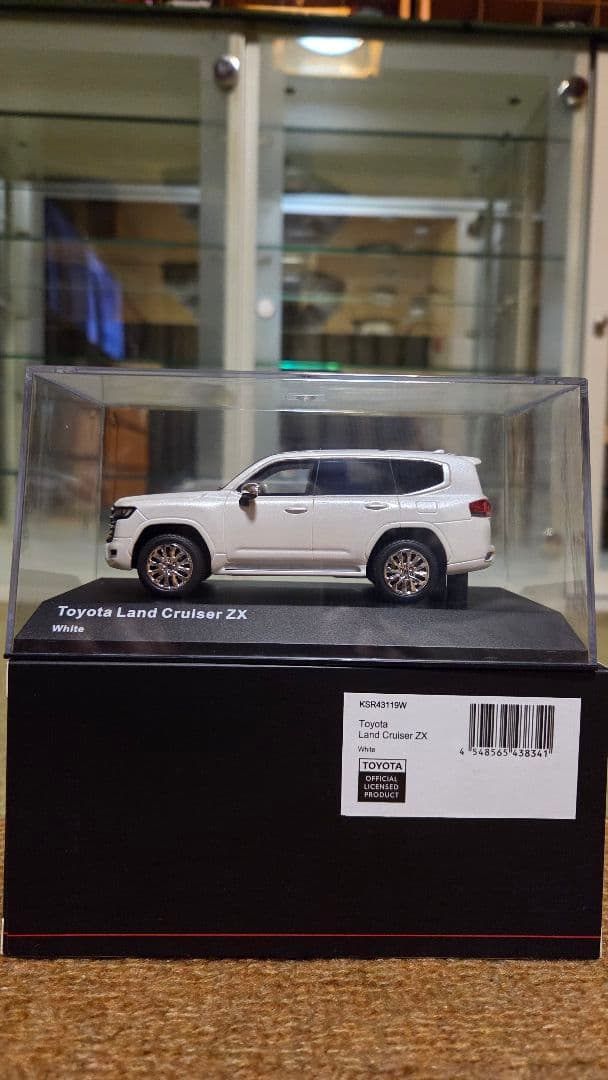 Toyota Land Cruiser ZX
White
KSR43119W
Toyota
Land Cruiser ZX
White
TOYOTA
OFFICIAL
LICENSED
PRODUCT
4 548565 438341